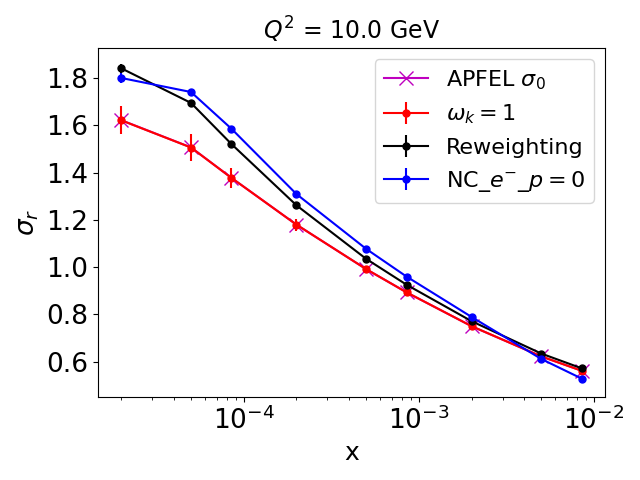 Q² = 10.0 GeV
APFEL σ₀
ωₖ = 1
Reweighting
NC_e⁻_p = 0
σᵣ
1.8
1.6
1.4
1.2
1.0
0.8
0.6
10⁻⁴
10⁻³
10⁻²
x